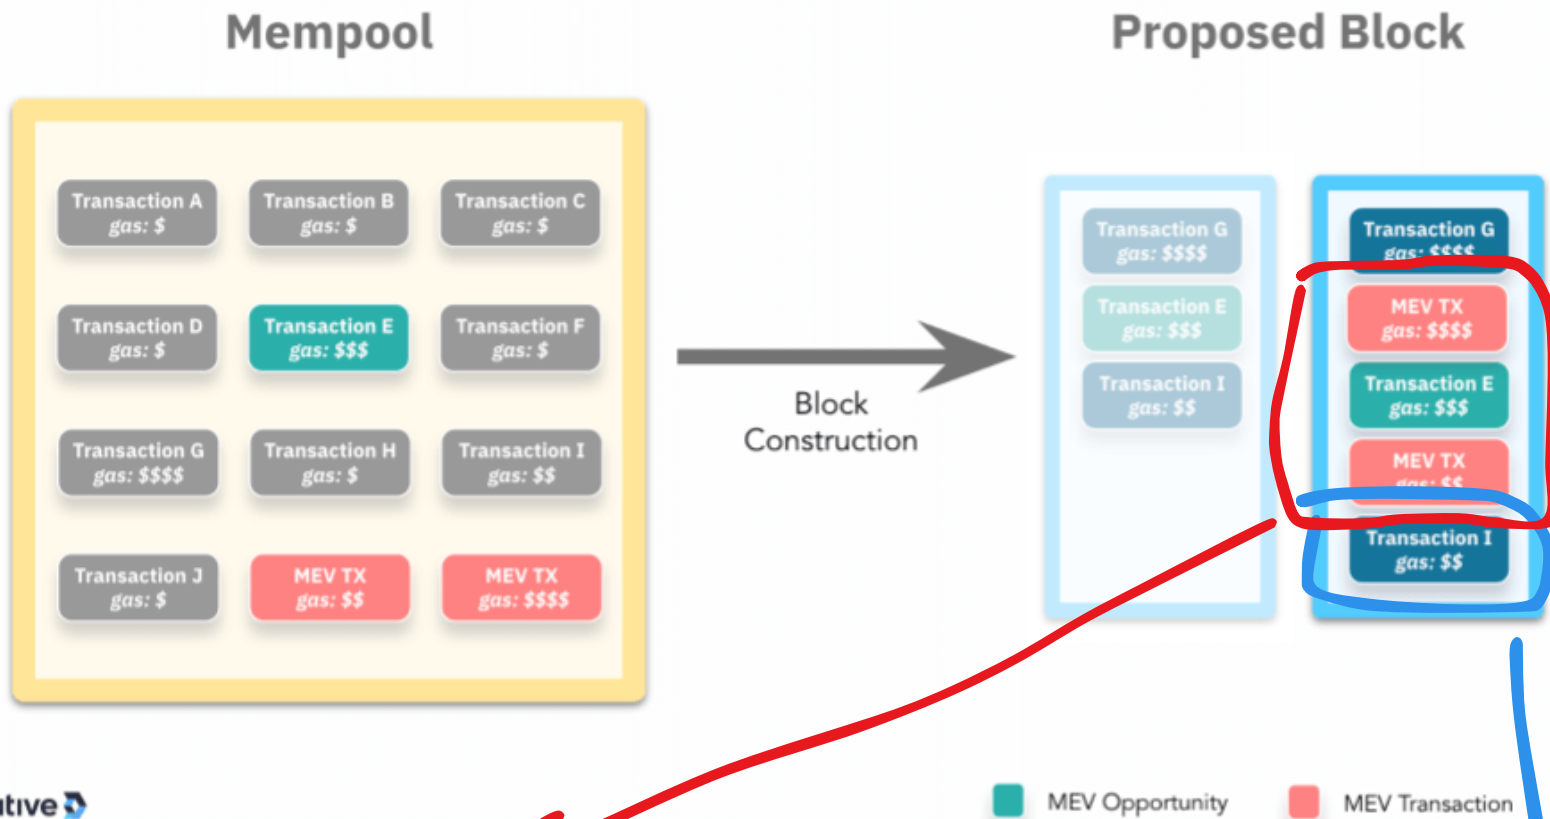 Mempool
Proposed Block
Transaction A
gas: $
Transaction B
gas: $
Transaction C
gas: $
Transaction D
gas: $
Transaction E
gas: $$$
Transaction F
gas: $
Transaction G
gas: $$$$
Transaction H
gas: $
Transaction I
gas: $$
Transaction J
gas: $
MEV TX
gas: $$
MEV TX
gas: $$$$
Block
Construction
Transaction G
gas: $$$$
Transaction E
gas: $$$
Transaction I
gas: $$
Transaction G
gas: $$$$
MEV TX
gas: $$$$
Transaction E
gas: $$$
MEV TX
gas: $$
Transaction I
gas: $$
MEV Opportunity
MEV Transaction